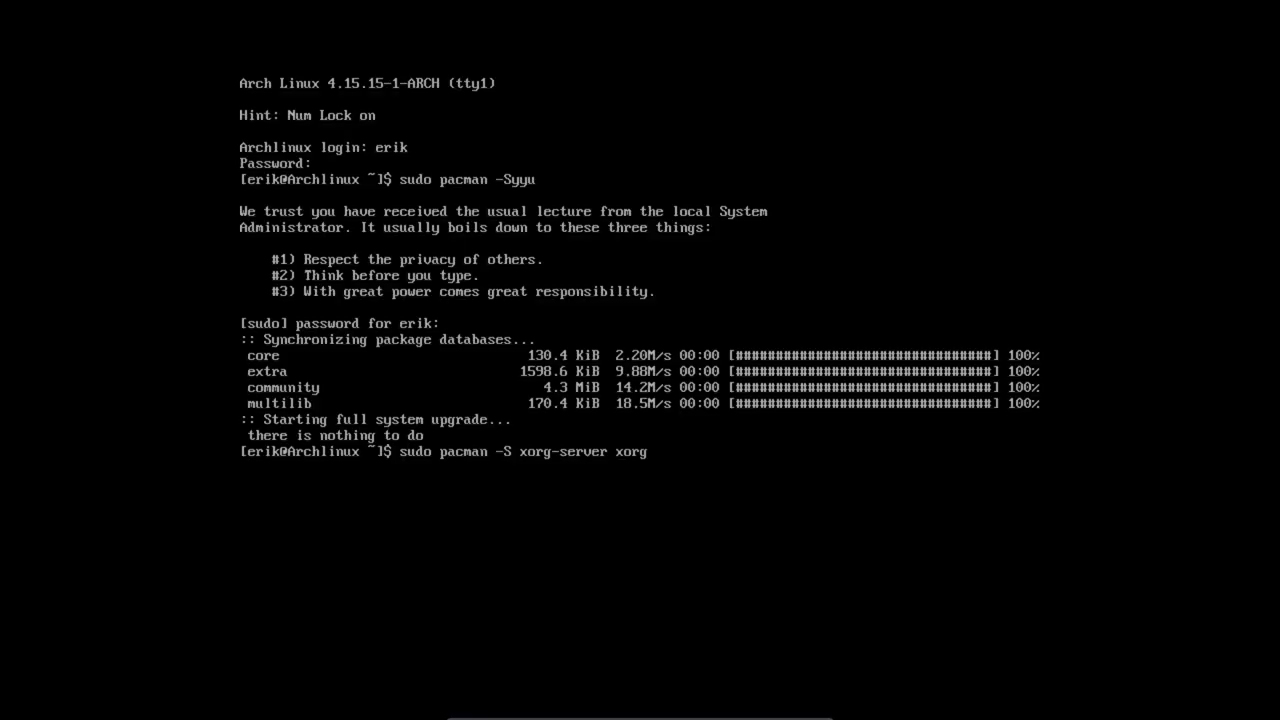 Arch Linux 4.15.15-1-ARCH (tty1)
Hint: Num Lock on
Archlinux login: erik
Password:
[erik@Archlinux ~]$ sudo pacman -Syyu
We trust you have received the usual lecture from the local System
Administrator. It usually boils down to these three things:
#1) Respect the privacy of others.
#2) Think before you type.
#3) With great power comes great responsibility.
[sudo] password for erik:
:: Synchronizing package databases...
core 130.4 KiB 2.20M/s 00:00 [################################] 100%
extra 1598.6 KiB 9.88M/s 00:00 [################################] 100%
community 4.3 MiB 14.2M/s 00:00 [################################] 100%
multilib 170.4 KiB 18.5M/s 00:00 [################################] 100%
:: Starting full system upgrade...
there is nothing to do
[erik@Archlinux ~]$ sudo pacman -S xorg-server xorg